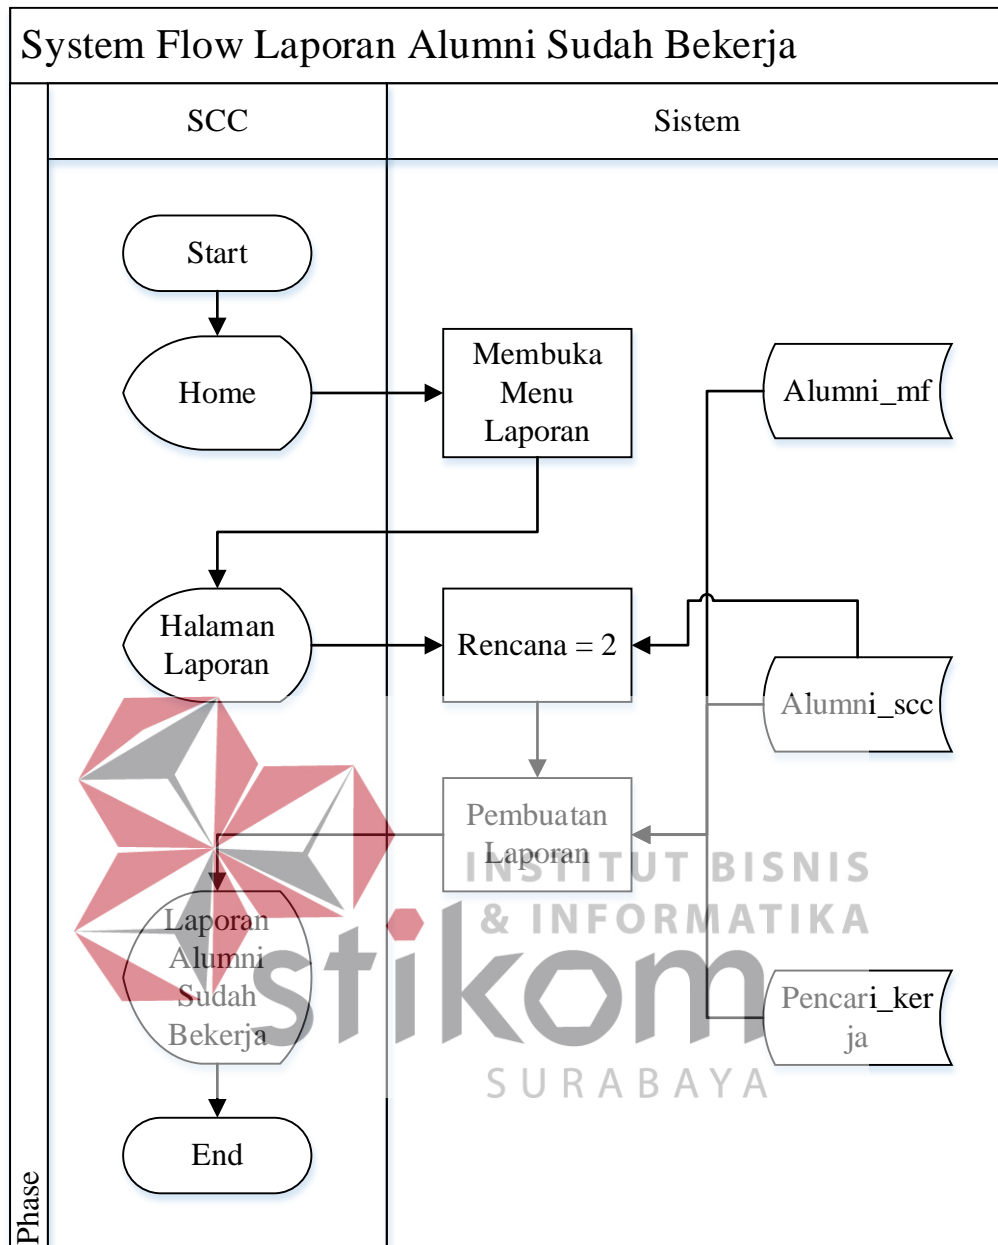 System Flow Laporan Alumni Sudah Bekerja
SCC
Sistem
Start
Home
Membuka
Menu
Laporan
Alumni_mf
Halaman
Laporan
Rencana = 2
Alumni_scc
Pembuatan
Laporan
INSTITUT BISNIS
& INFORMATIKA
stikom
SURABAYA
Laporan
Alumni
Sudah
Bekerja
Pencari_ker
ja
End
Phase